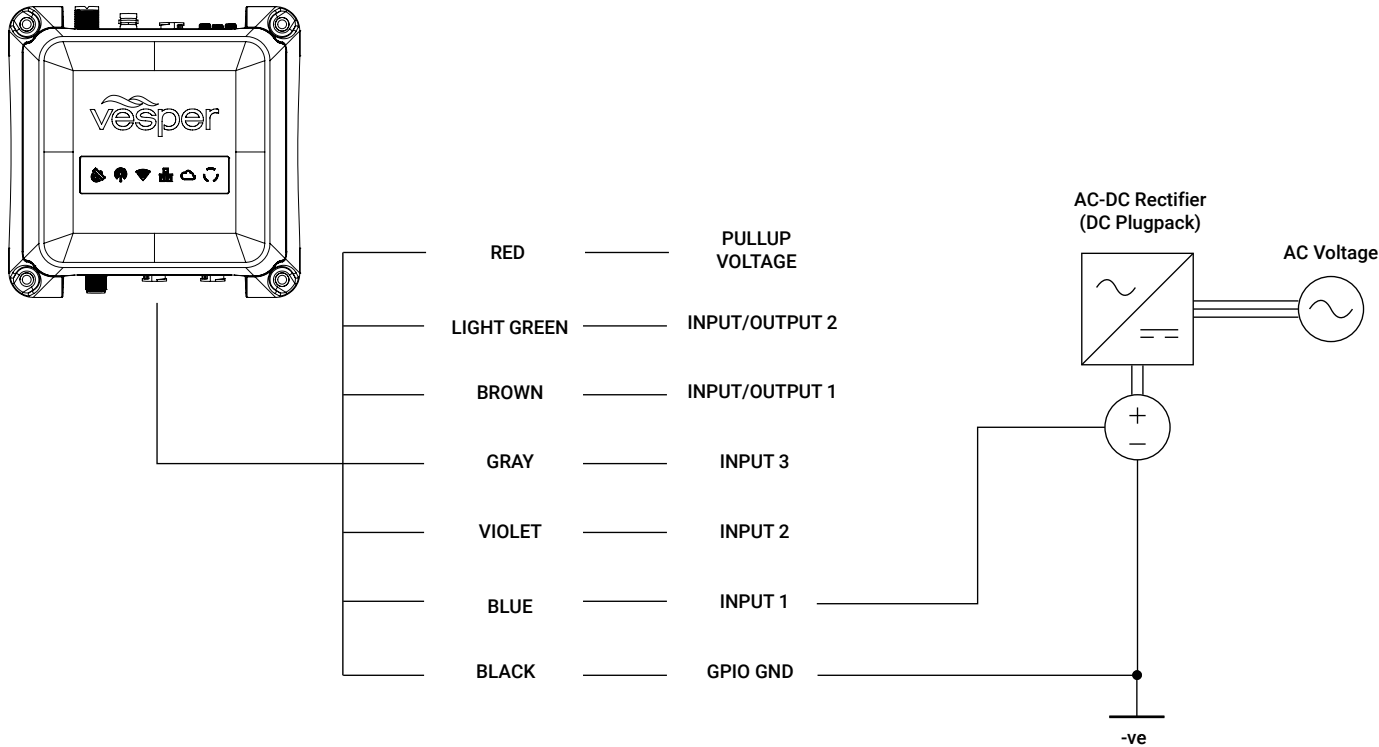 vesper
AC-DC Rectifier
(DC Plugpack)
AC Voltage
RED
PULLUP
VOLTAGE
LIGHT GREEN
INPUT/OUTPUT 2
BROWN
INPUT/OUTPUT 1
GRAY
INPUT 3
VIOLET
INPUT 2
BLUE
INPUT 1
BLACK
GPIO GND
-ve